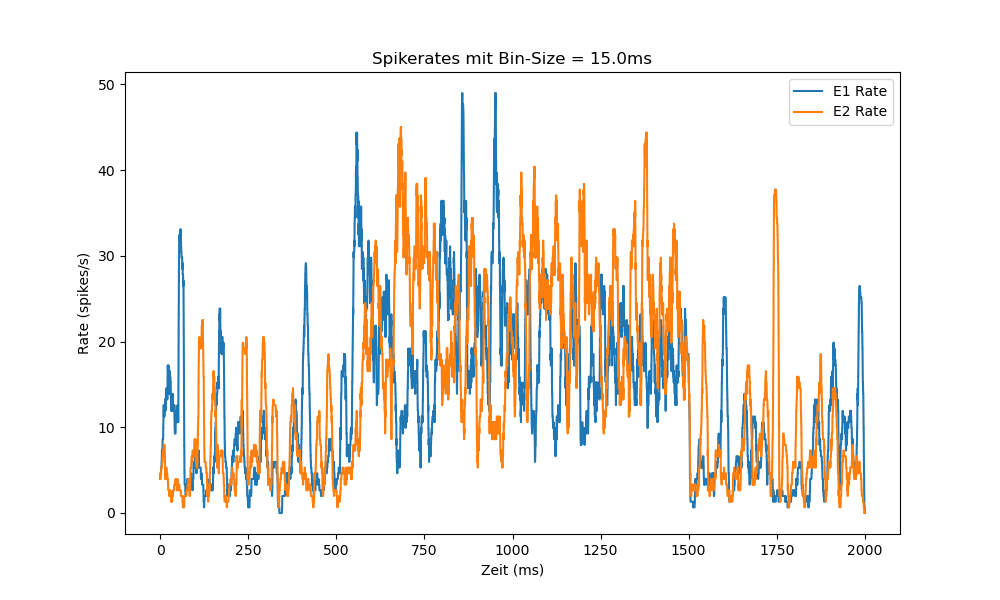 Spikerates mit Bin-Size = 15.0ms
E1 Rate
E2 Rate
Rate (spikes/s)
50
40
30
20
10
0
0 250 500 750 1000 1250 1500 1750 2000
Zeit (ms)